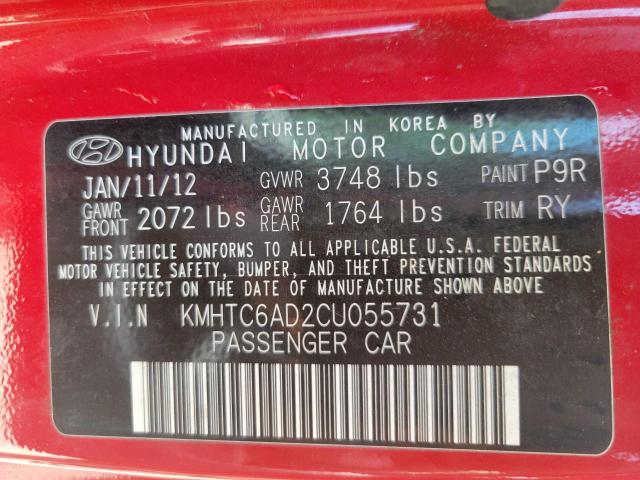 MANUFACTURED IN KOREA BY
HYUNDAI MOTOR COMPANY
JAN/11/12 GVWR 3748 lbs PAINT P9R
GAWR FRONT 2072 lbs GAWR REAR 1764 lbs TRIM RY
THIS VEHICLE CONFORMS TO ALL APPLICABLE U.S.A. FEDERAL
MOTOR VEHICLE SAFETY, BUMPER, AND THEFT PREVENTION STANDARDS
IN EFFECT ON THE DATE OF MANUFACTURE SHOWN ABOVE
V.I.N KMHTC6AD2CU055731
PASSENGER CAR